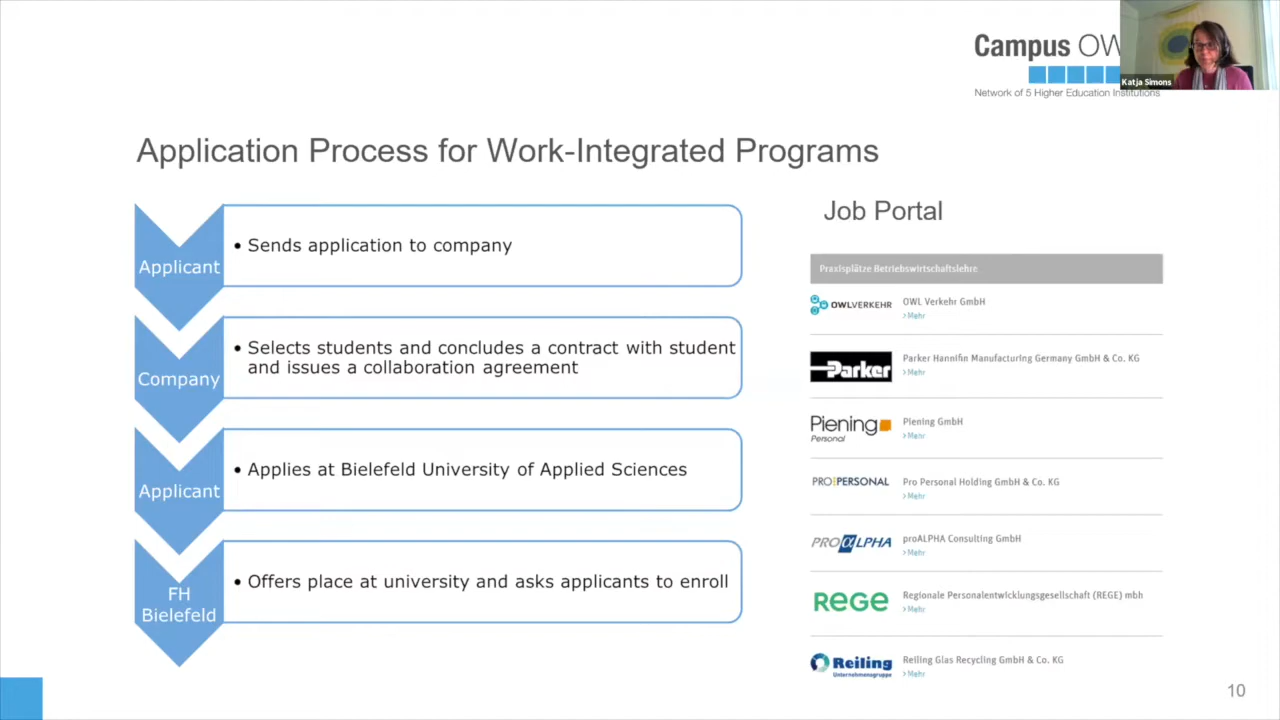 Campus OW
Katja Simons
Network of 5 Higher Education Institutions
Application Process for Work-Integrated Programs
Applicant
• Sends application to company
Company
• Selects students and concludes a contract with student
and issues a collaboration agreement
Applicant
• Applies at Bielefeld University of Applied Sciences
FH
Bielefeld
• Offers place at university and asks applicants to enroll
Job Portal
Praxisplätze Betriebswirtschaftslehre
OWLVERKEHR
OWL Verkehr GmbH
> Mehr
Parker
Parker Hannifin Manufacturing Germany GmbH & Co. KG
> Mehr
Piening
Personal
Piening GmbH
> Mehr
PRO PERSONAL
Pro Personal Holding GmbH & Co. KG
> Mehr
PROαLPHA
proALPHA Consulting GmbH
> Mehr
REGE
Regionale Personalentwicklungsgesellschaft (REGE) mbh
> Mehr
Reiling
Unternehmensgruppe
Reiling Glas Recycling GmbH & Co. KG
> Mehr
10